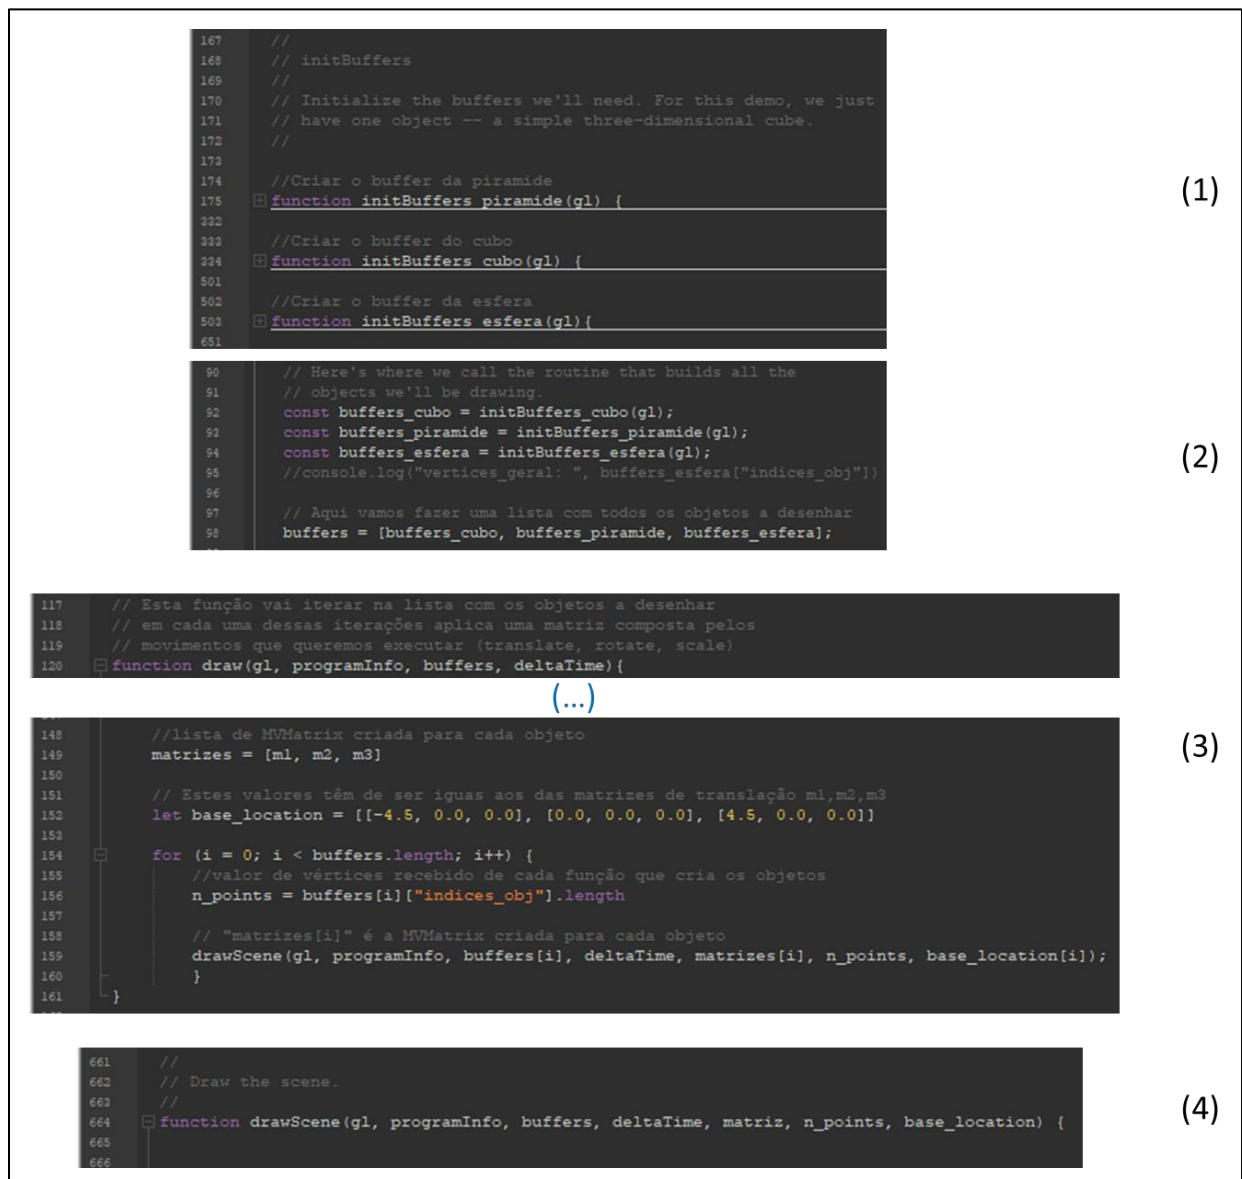 167 //
168 // initBuffers
169 //
170 // Initialize the buffers we'll need. For this demo, we just
171 // have one object -- a simple three-dimensional cube.
172 //
173
174 //Criar o buffer da piramide
175 function initBuffers_piramide(gl) {
332
333 //Criar o buffer do cubo
334 function initBuffers_cubo(gl) {
501
502 //Criar o buffer da esfera
503 function initBuffers_esfera(gl){
651
(1)
90 // Here's where we call the routine that builds all the
91 // objects we'll be drawing.
92 const buffers_cubo = initBuffers_cubo(gl);
93 const buffers_piramide = initBuffers_piramide(gl);
94 const buffers_esfera = initBuffers_esfera(gl);
95 //console.log("vertices_geral: ", buffers_esfera["indices_obj"])
96
97 // Aqui vamos fazer uma lista com todos os objetos a desenhar
98 buffers = [buffers_cubo, buffers_piramide, buffers_esfera];
(2)
117 // Esta função vai iterar na lista com os objetos a desenhar
118 // em cada uma dessas iterações aplica uma matriz composta pelos
119 // movimentos que queremos executar (translate, rotate, scale)
120 function draw(gl, programInfo, buffers, deltaTime){
(...)
148 //lista de MVMatrix criada para cada objeto
149 matrizes = [m1, m2, m3]
150
151 // Estes valores têm de ser iguas aos das matrizes de translação m1,m2,m3
152 let base_location = [[-4.5, 0.0, 0.0], [0.0, 0.0, 0.0], [4.5, 0.0, 0.0]]
153
154 for (i = 0; i < buffers.length; i++) {
155 //valor de vértices recebido de cada função que cria os objetos
156 n_points = buffers[i]["indices_obj"].length
157
158 // "matrizes[i]" é a MVMatrix criada para cada objeto
159 drawScene(gl, programInfo, buffers[i], deltaTime, matrizes[i], n_points, base_location[i]);
160 }
161 }
(3)
661 //
662 // Draw the scene.
663 //
664 function drawScene(gl, programInfo, buffers, deltaTime, matriz, n_points, base_location) {
665
666
(4)